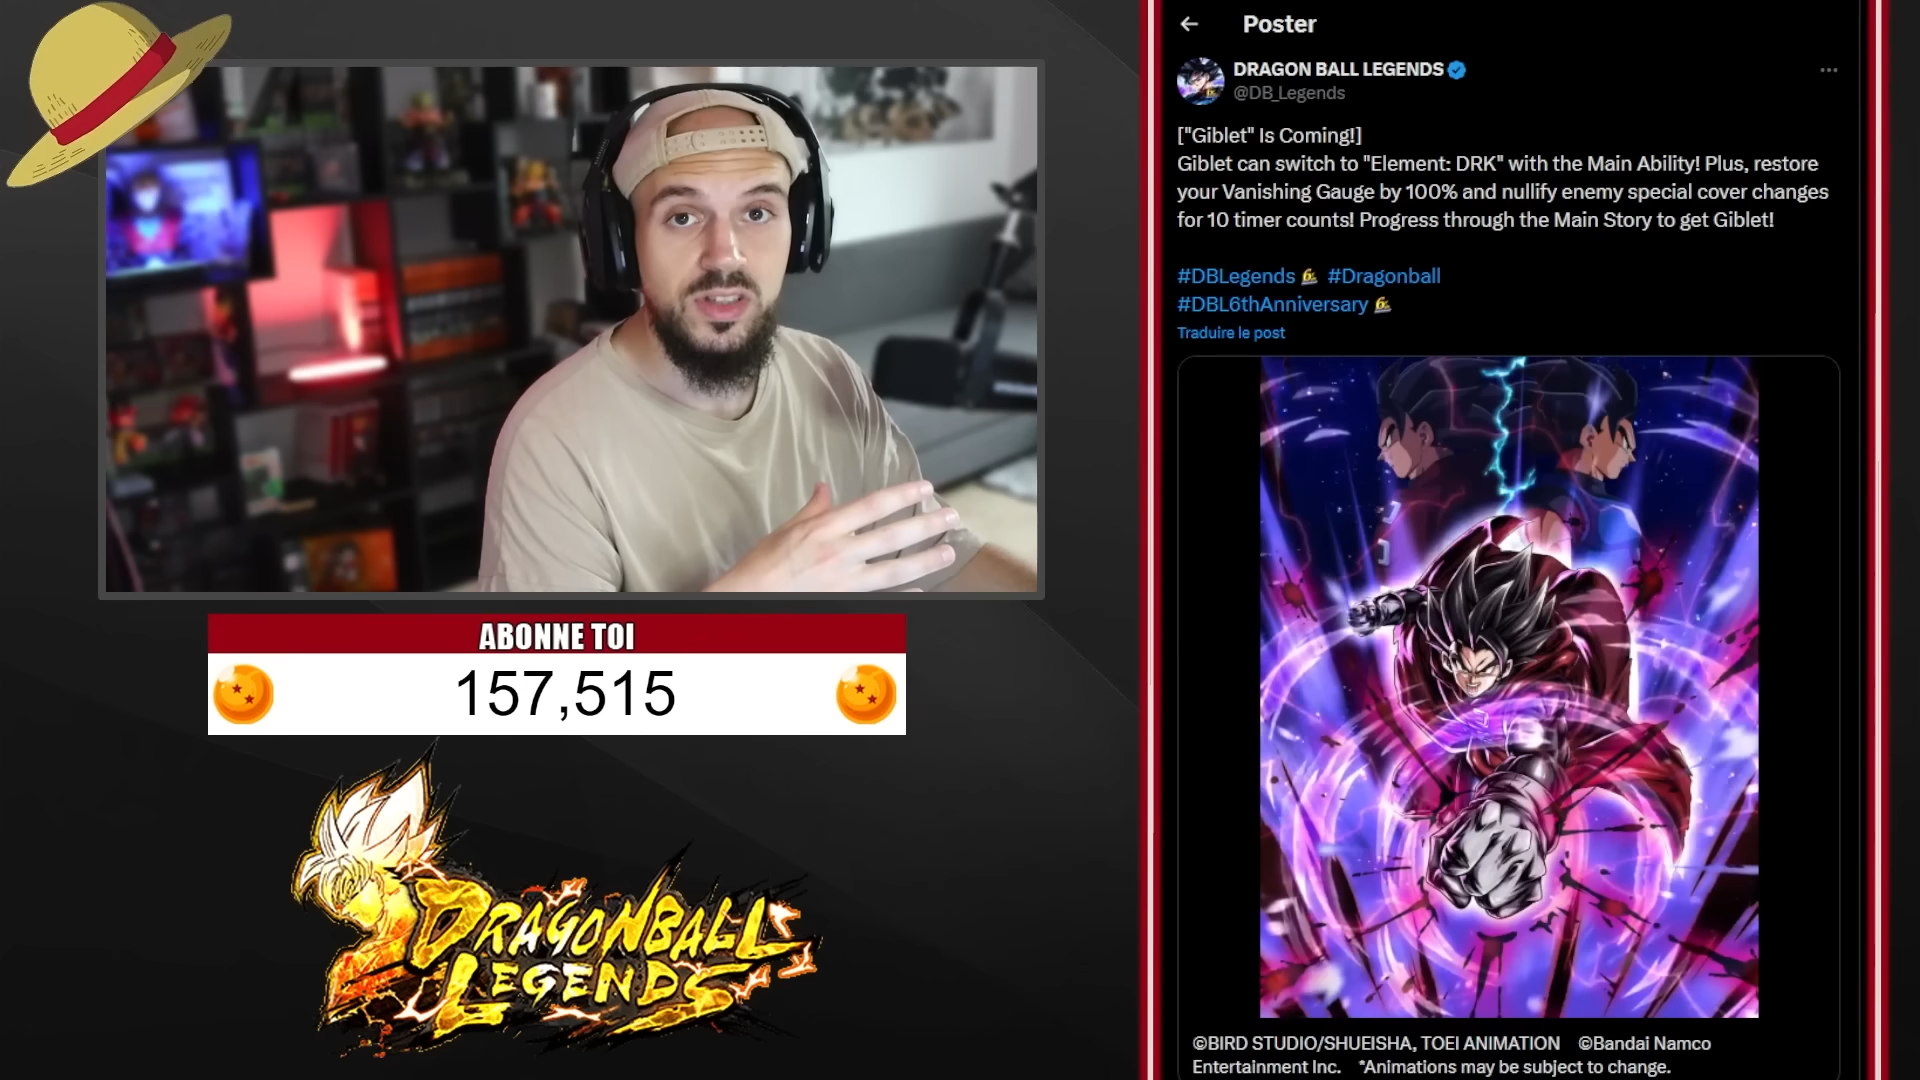 Poster
DRAGON BALL LEGENDS
@DB_Legends
["Giblet" Is Coming!]
Giblet can switch to "Element: DRK" with the Main Ability! Plus, restore
your Vanishing Gauge by 100% and nullify enemy special cover changes
for 10 timer counts! Progress through the Main Story to get Giblet!
#DBLegends #Dragonball
#DBL6thAnniversary
Traduire le post
©BIRD STUDIO/SHUEISHA, TOEI ANIMATION ©Bandai Namco
Entertainment Inc. *Animations may be subject to change.
ABONNE TOI
157,515
DRAGONBALL
LEGENDS